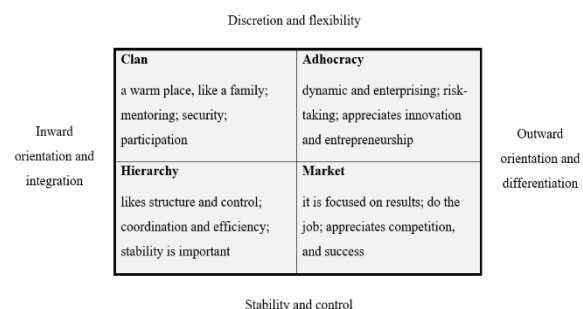 Discretion and flexibility
Clan
a warm place, like a family;
mentoring; security;
participation
Adhocracy
dynamic and enterprising; risk-
taking; appreciates innovation
and entrepreneurship
Inward
orientation and
integration
Outward
orientation and
differentiation
Hierarchy
likes structure and control;
coordination and efficiency;
stability is important
Market
it is focused on results; do the
job; appreciates competition,
and success
Stability and control